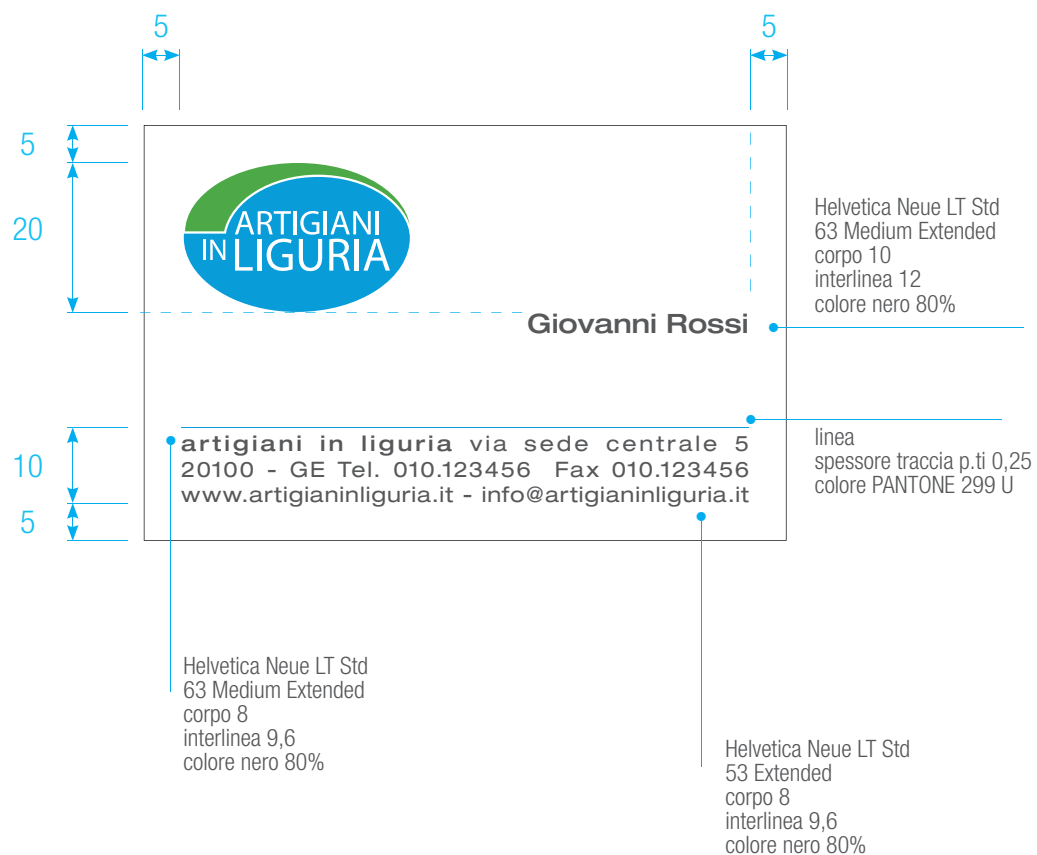 5
5
5
20
ARTIGIANI
IN LIGURIA
Helvetica Neue LT Std
63 Medium Extended
corpo 10
interlinea 12
colore nero 80%
Giovanni Rossi
10
5
artigiani in liguria via sede centrale 5
20100 - GE Tel. 010.123456 Fax 010.123456
www.artigianinliguria.it - info@artigianinliguria.it
linea
spessore traccia p.ti 0,25
colore PANTONE 299 U
Helvetica Neue LT Std
63 Medium Extended
corpo 8
interlinea 9,6
colore nero 80%
Helvetica Neue LT Std
53 Extended
corpo 8
interlinea 9,6
colore nero 80%